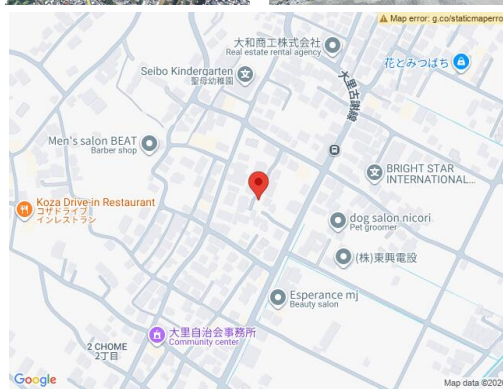 Map error: g.co/staticmaperro
大和商工株式会社
Real estate rental agency
花とみつばち
Seibo Kindergarten
聖母幼稚園
大里古謝線
Men's salon BEAT
Barber shop
BRIGHT STAR
INTERNATIONAL...
Koza Drive-in Restaurant
コザドライブ
インレストラン
dog salon nicori
Pet groomer
(株)東興電設
Esperance mj
Beauty salon
大里自治会事務所
Community center
2 CHOME
2丁目
Google
Map data ©202